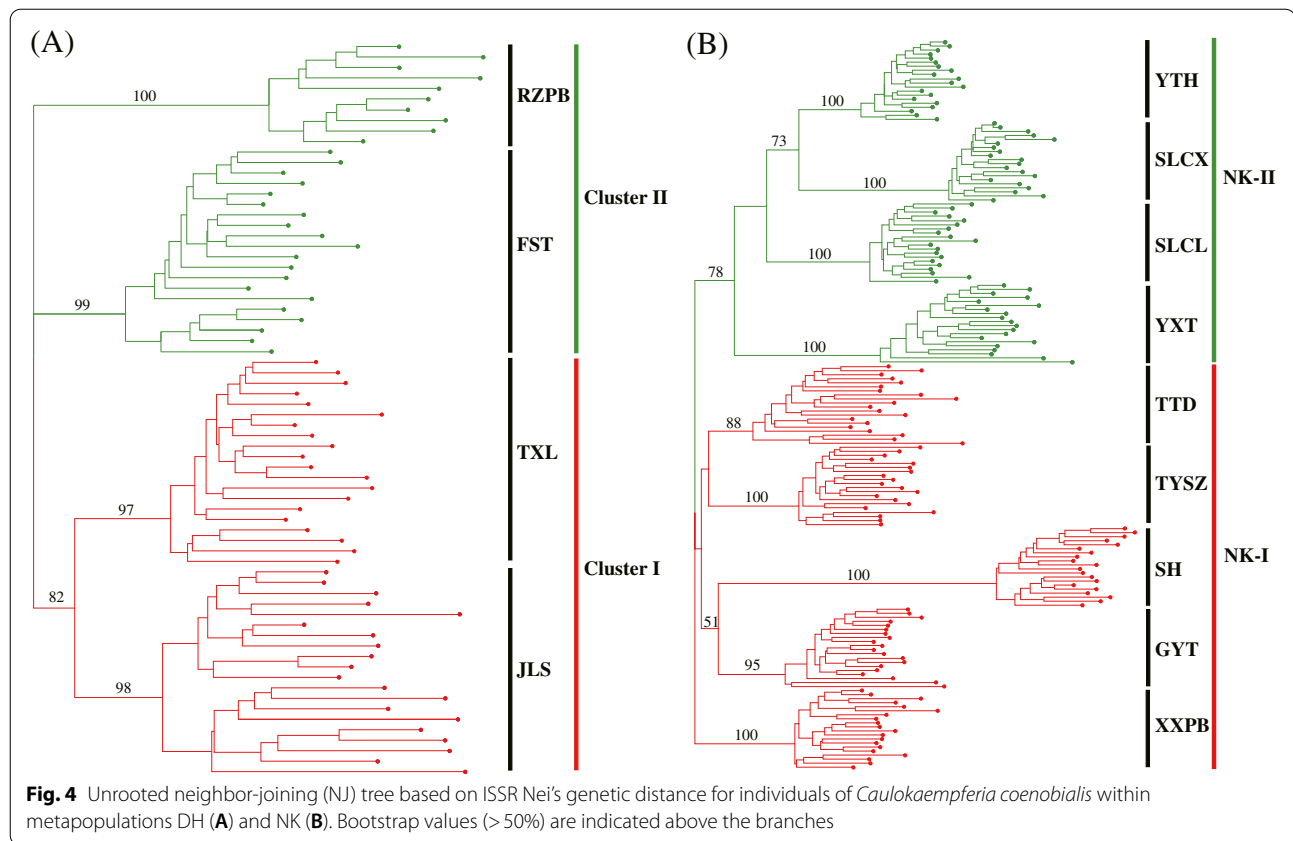 (A)
100
RZPB
99
FST
Cluster II
97
TXL
82
98
JLS
Cluster I
(B)
100
YTH
73
100
SLCX
100
SLCL
78
100
YXT
NK-II
88
TTD
100
TYSZ
100
SH
51
95
GYT
100
XXPB
NK-I
Fig. 4 Unrooted neighbor-joining (NJ) tree based on ISSR Nei's genetic distance for individuals of Caulokaempferia coenobialis within
metapopulations DH (A) and NK (B). Bootstrap values (> 50%) are indicated above the branches